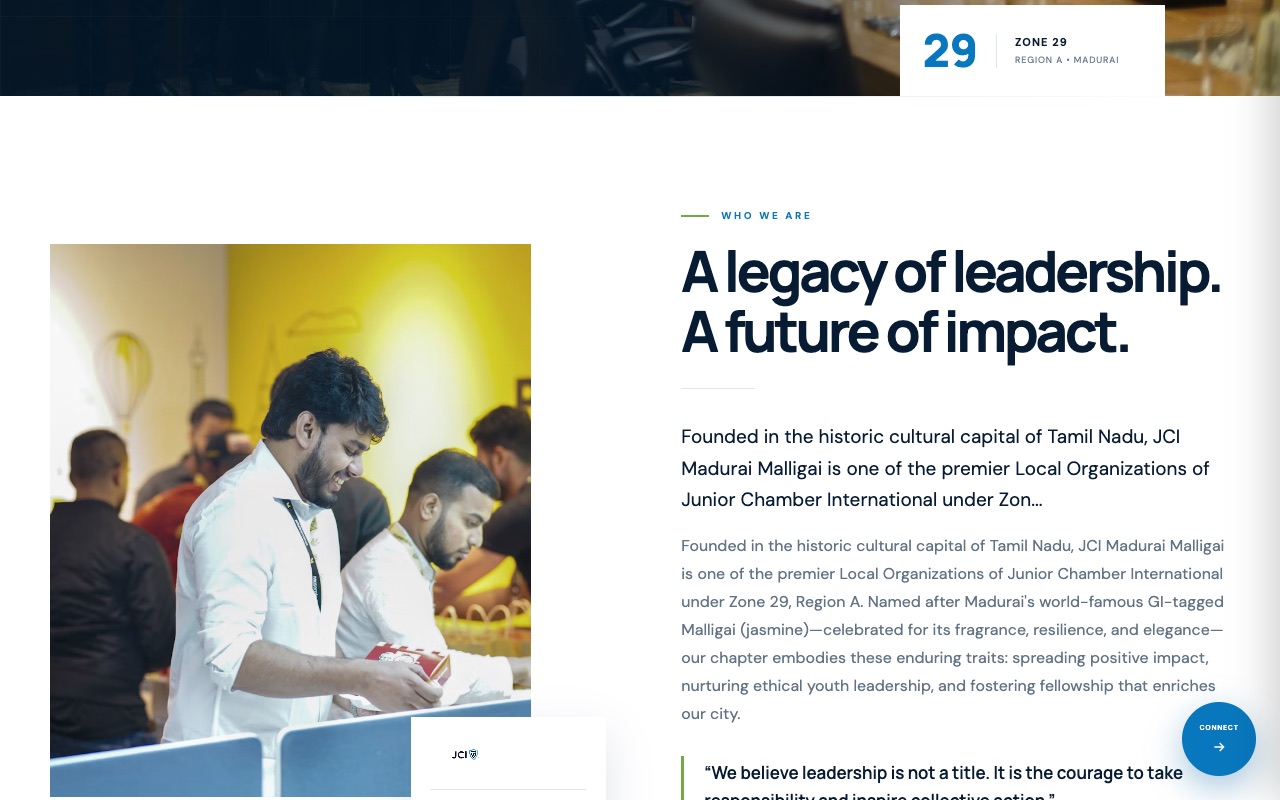 29
ZONE 29
REGION A • MADURAI
WHO WE ARE
A legacy of leadership.
A future of impact.
Founded in the historic cultural capital of Tamil Nadu, JCI
Madurai Malligai is one of the premier Local Organizations of
Junior Chamber International under Zon...
Founded in the historic cultural capital of Tamil Nadu, JCI Madurai Malligai
is one of the premier Local Organizations of Junior Chamber International
under Zone 29, Region A. Named after Madurai's world-famous GI-tagged
Malligai (jasmine)—celebrated for its fragrance, resilience, and elegance—
our chapter embodies these enduring traits: spreading positive impact,
nurturing ethical youth leadership, and fostering fellowship that enriches
our city.
CONNECT
JCI
“We believe leadership is not a title. It is the courage to take
responsibility and inspire collective action.”